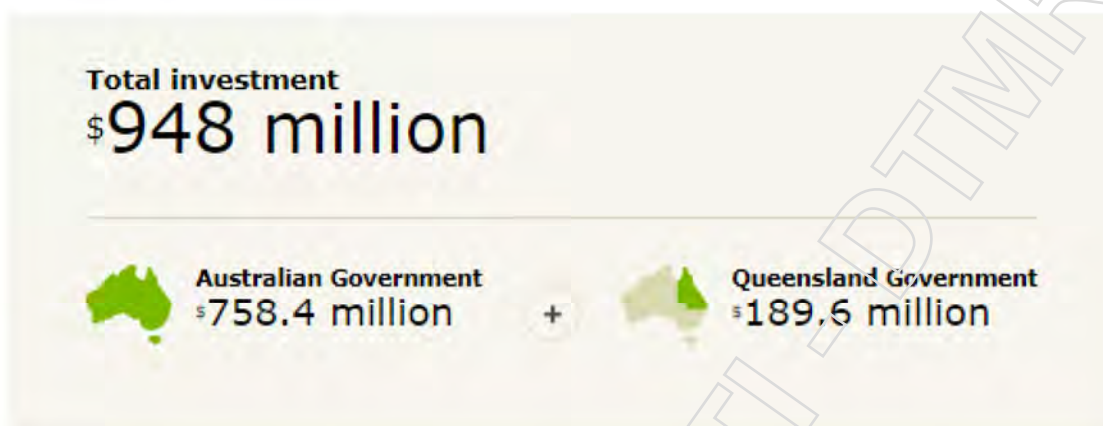 Total investment
$948 million
Australian Government
$758.4 million
+
Queensland Government
$189.6 million